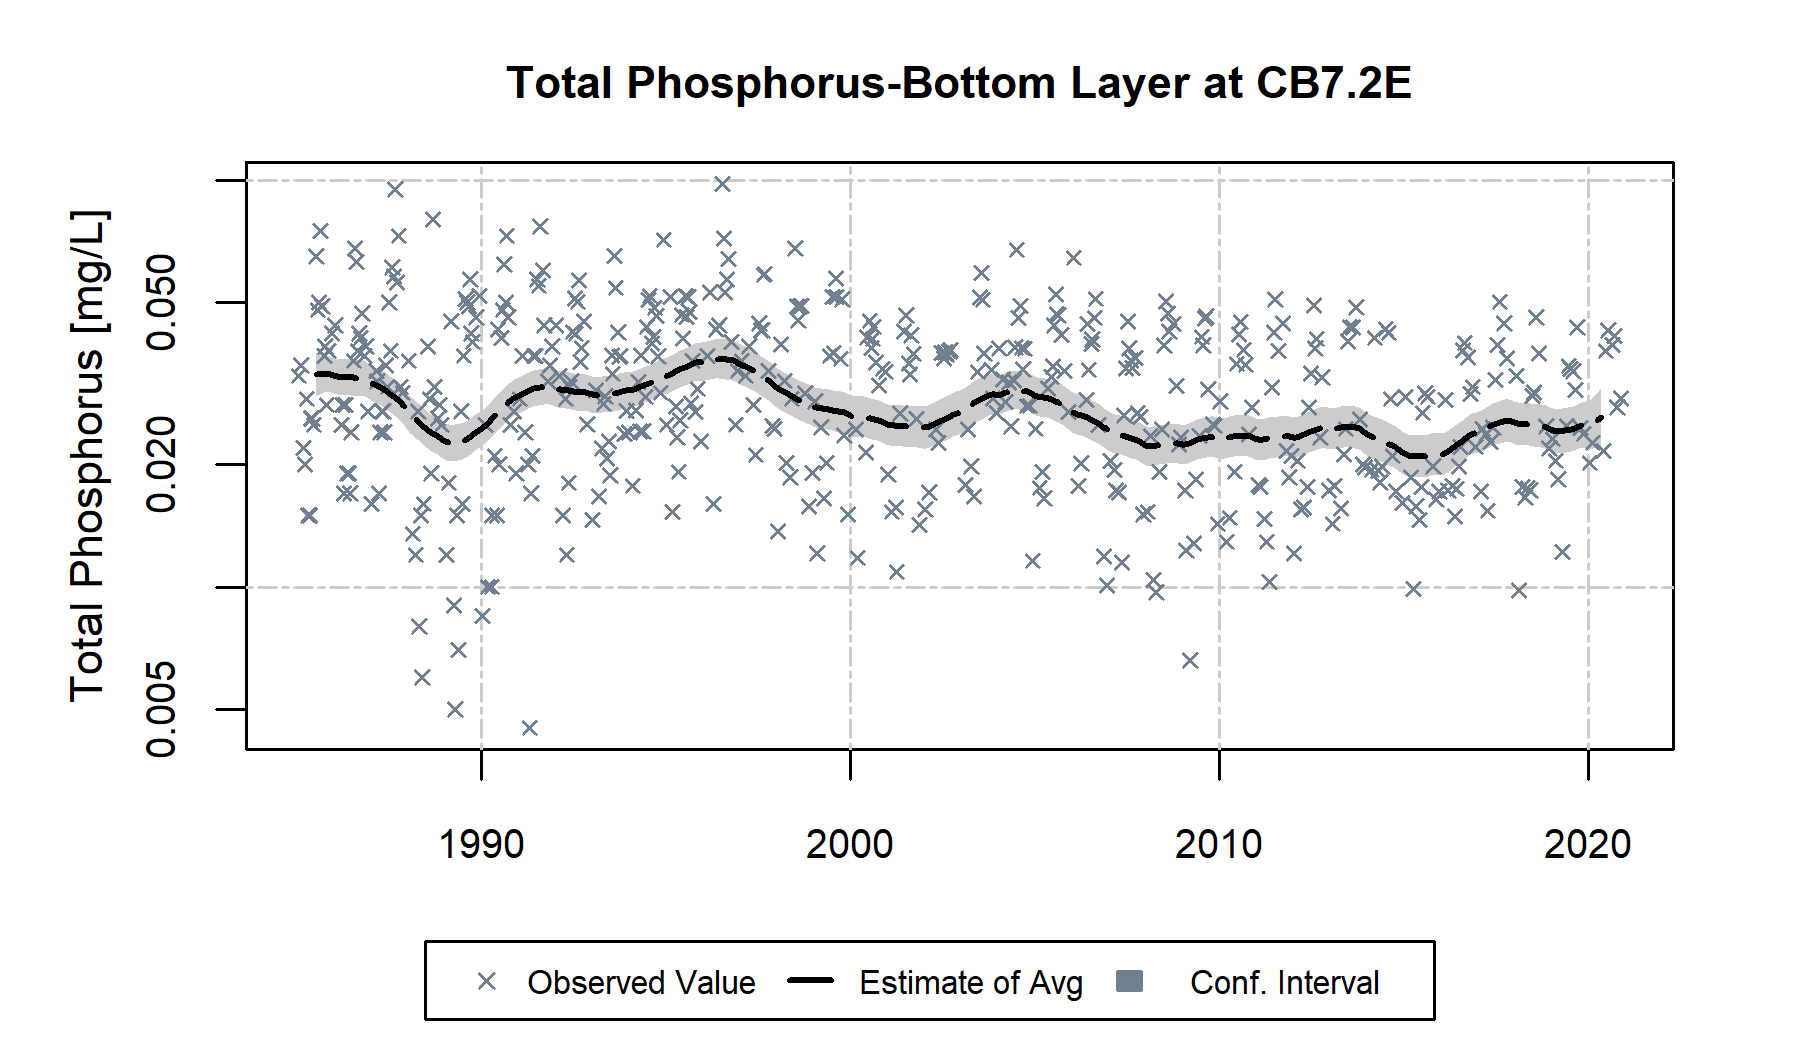 Total Phosphorus-Bottom Layer at CB7.2E
Total Phosphorus [mg/L]
0.050
0.020
0.005
1990 2000 2010 2020
Observed Value Estimate of Avg Conf. Interval